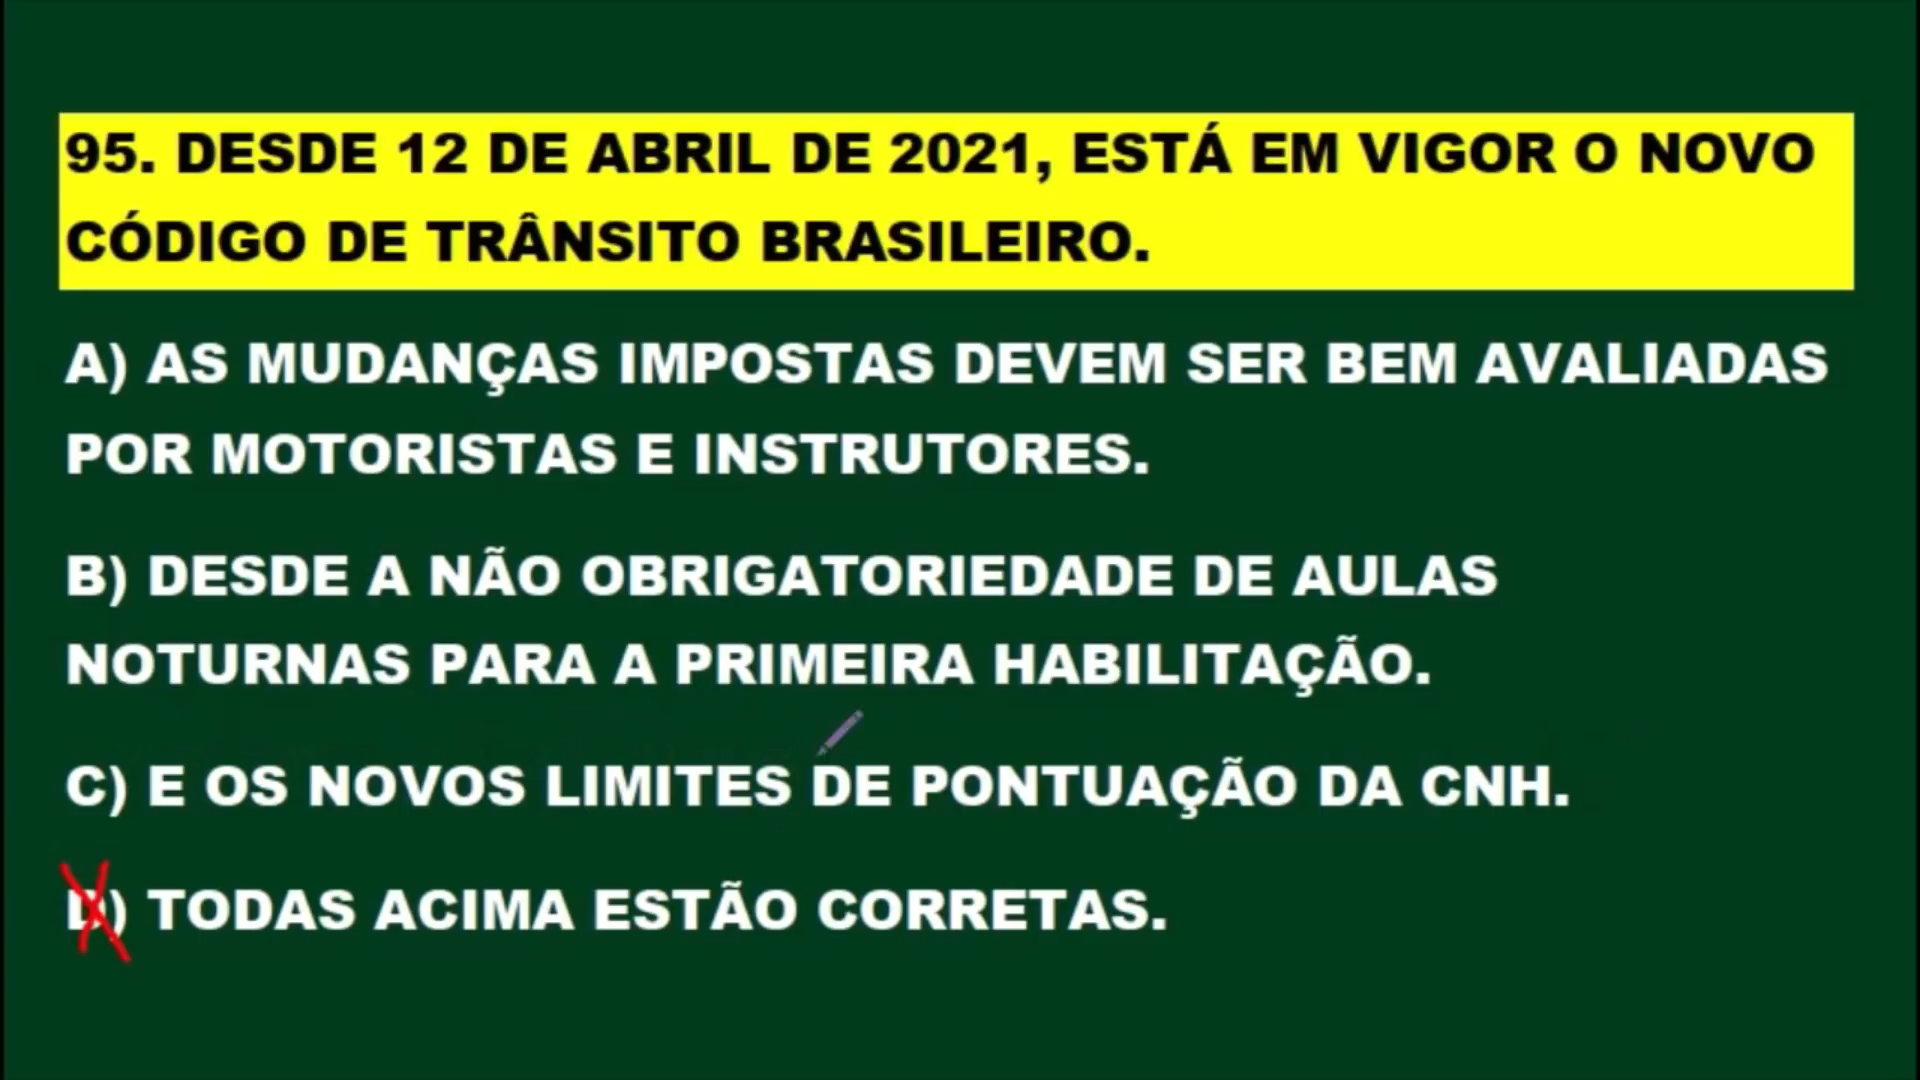 95. DESDE 12 DE ABRIL DE 2021, ESTÁ EM VIGOR O NOVO
CÓDIGO DE TRÂNSITO BRASILEIRO.
A) AS MUDANÇAS IMPOSTAS DEVEM SER BEM AVALIADAS
POR MOTORISTAS E INSTRUTORES.
B) DESDE A NÃO OBRIGATORIEDADE DE AULAS
NOTURNAS PARA A PRIMEIRA HABILITAÇÃO.
C) E OS NOVOS LIMITES DE PONTUAÇÃO DA CNH.
D) TODAS ACIMA ESTÃO CORRETAS.